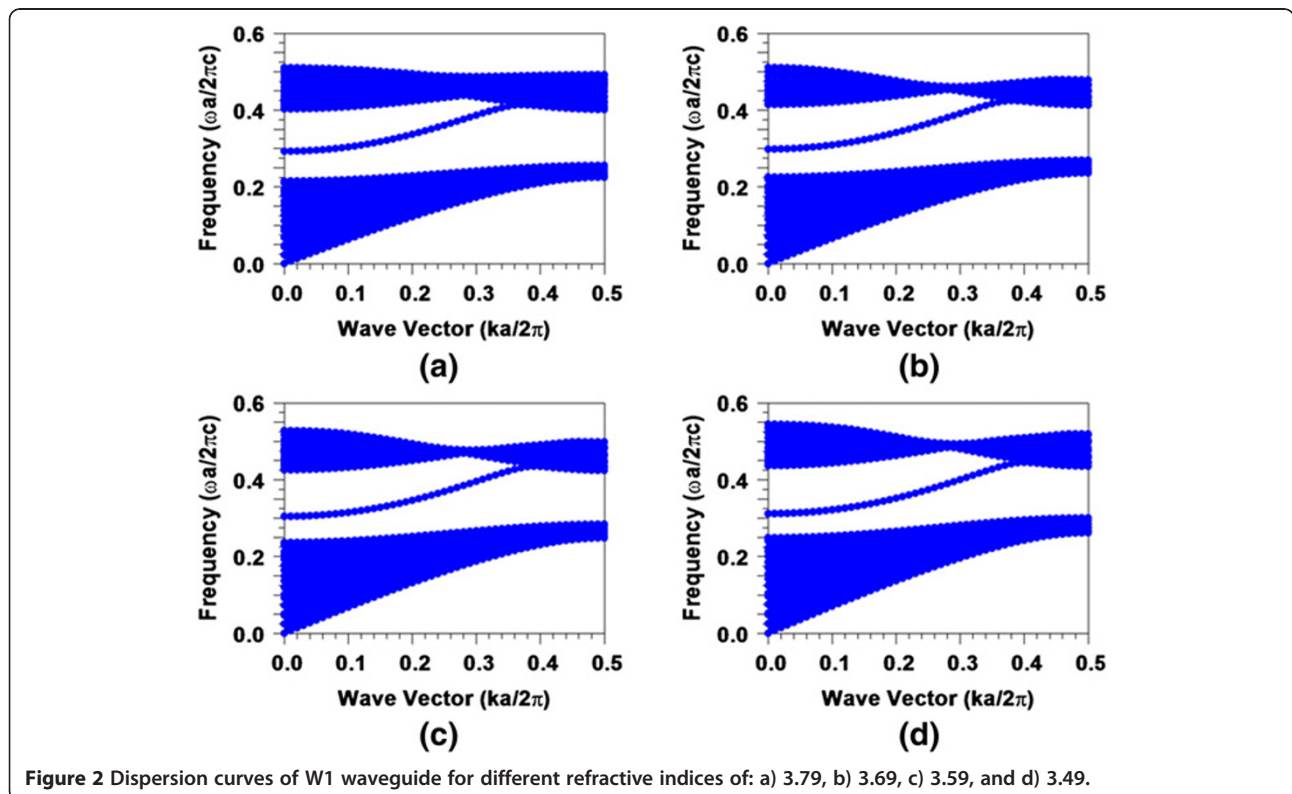 0.6
0.4
0.2
0.0
Frequency (ωa/2πc)
0.0 0.1 0.2 0.3 0.4 0.5
Wave Vector (ka/2π)
(a)
0.6
0.4
0.2
0.0
Frequency (ωa/2πc)
0.0 0.1 0.2 0.3 0.4 0.5
Wave Vector (ka/2π)
(b)
0.6
0.4
0.2
0.0
Frequency (ωa/2πc)
0.0 0.1 0.2 0.3 0.4 0.5
Wave Vector (ka/2π)
(c)
0.6
0.4
0.2
0.0
Frequency (ωa/2πc)
0.0 0.1 0.2 0.3 0.4 0.5
Wave Vector (ka/2π)
(d)
Figure 2 Dispersion curves of W1 waveguide for different refractive indices of: a) 3.79, b) 3.69, c) 3.59, and d) 3.49.